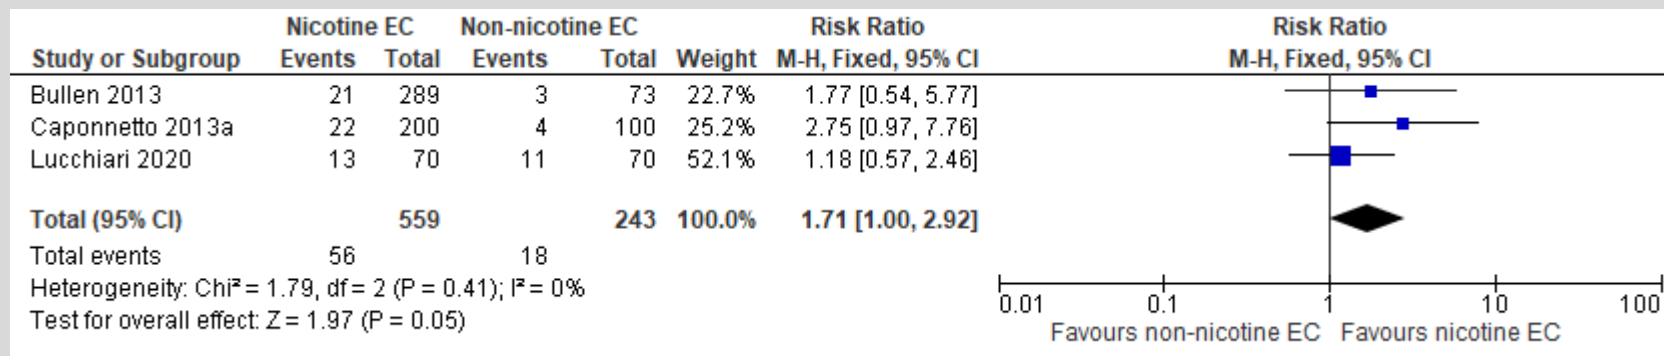 Nicotine EC Non-nicotine EC Risk Ratio Risk Ratio
Study or Subgroup Events Total Events Total Weight M-H, Fixed, 95% CI M-H, Fixed, 95% CI
Bullen 2013 21 289 3 73 22.7% 1.77 [0.54, 5.77]
Caponnetto 2013a 22 200 4 100 25.2% 2.75 [0.97, 7.76]
Lucchiari 2020 13 70 11 70 52.1% 1.18 [0.57, 2.46]
Total (95% CI) 559 243 100.0% 1.71 [1.00, 2.92]
Total events 56 18
Heterogeneity: Chi² = 1.79, df = 2 (P = 0.41); I² = 0%
Test for overall effect: Z = 1.97 (P = 0.05)
0.01 0.1 1 10 100
Favours non-nicotine EC Favours nicotine EC